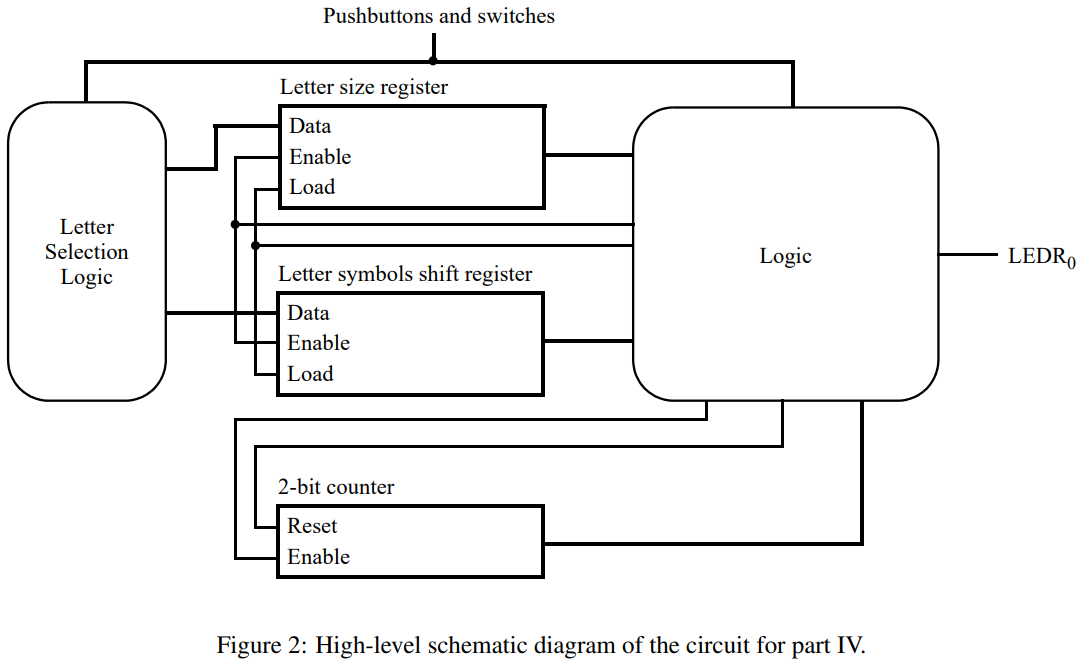 Pushbuttons and switches
Letter size register
Data
Enable
Load
Letter
Selection
Logic
Logic
LEDR0
Letter symbols shift register
Data
Enable
Load
2-bit counter
Reset
Enable
Figure 2: High-level schematic diagram of the circuit for part IV.